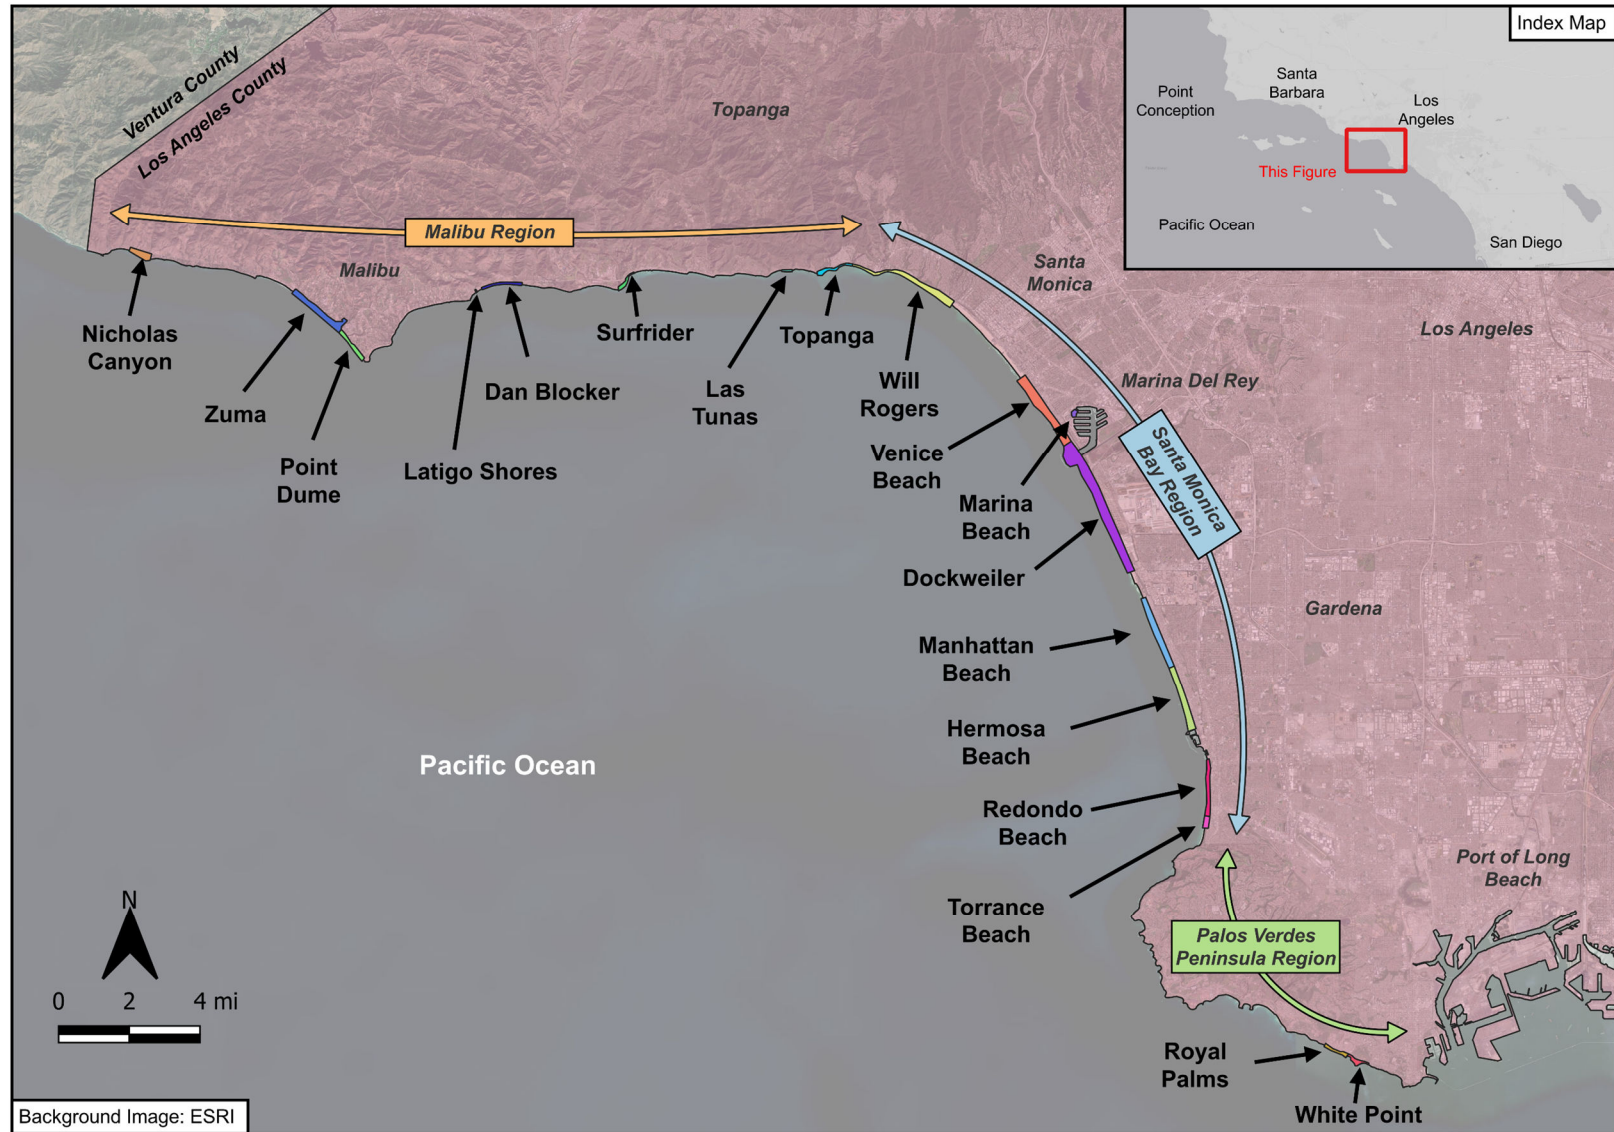 Index Map
Point
Conception
Santa
Barbara
Los
Angeles
This Figure
Pacific Ocean
San Diego
Ventura County
Los Angeles County
Topanga
Malibu Region
Malibu
Santa
Monica
Los Angeles
Marina Del Rey
Santa Monica
Bay Region
Gardena
Nicholas
Canyon
Zuma
Point
Dume
Latigo Shores
Dan Blocker
Surfrider
Las
Tunas
Topanga
Will
Rogers
Venice
Beach
Marina
Beach
Dockweiler
Manhattan
Beach
Hermosa
Beach
Redondo
Beach
Torrance
Beach
Pacific Ocean
Port of Long
Beach
Palos Verdes
Peninsula Region
Royal
Palms
White Point
N
0 2 4 mi
Background Image: ESRI